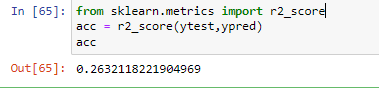 In [65]: from sklearn.metrics import r2_score
acc = r2_score(ytest,ypred)
acc
Out[65]: 0.2632118221904969